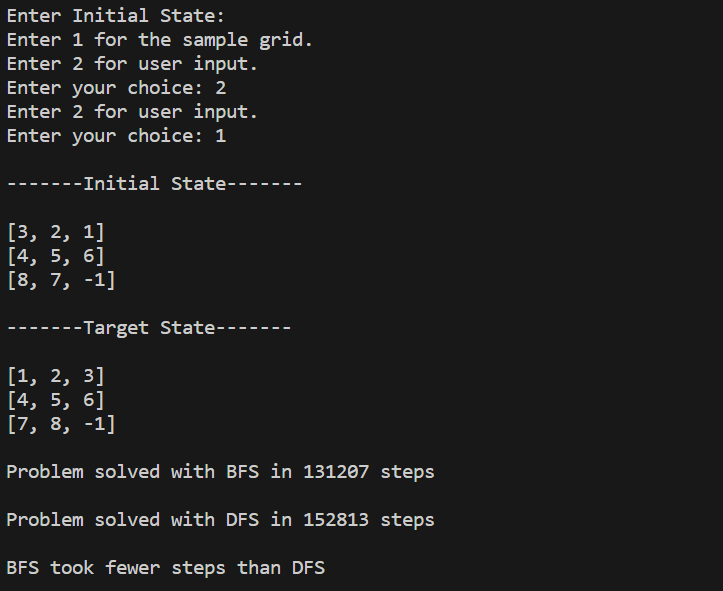 Enter Initial State:
Enter 1 for the sample grid.
Enter 2 for user input.
Enter your choice: 2
Enter 2 for user input.
Enter your choice: 1
-------Initial State-------
[3, 2, 1]
[4, 5, 6]
[8, 7, -1]
-------Target State-------
[1, 2, 3]
[4, 5, 6]
[7, 8, -1]
Problem solved with BFS in 131207 steps
Problem solved with DFS in 152813 steps
BFS took fewer steps than DFS